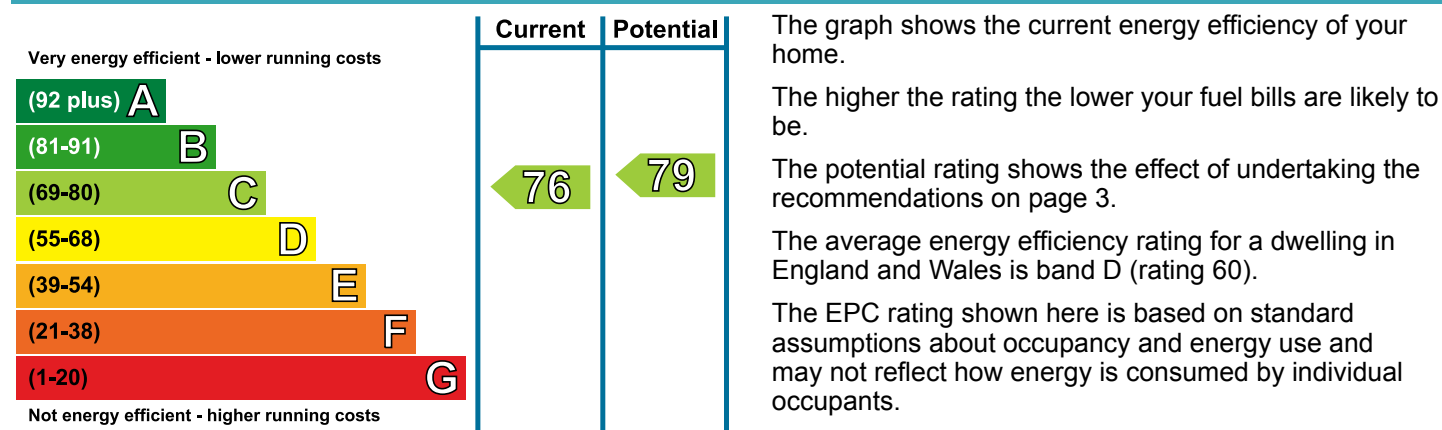 Current Potential
Very energy efficient - lower running costs
(92 plus) A
(81-91) B
(69-80) C
(55-68) D
(39-54) E
(21-38) F
(1-20) G
Not energy efficient - higher running costs
76
79
The graph shows the current energy efficiency of your
home.
The higher the rating the lower your fuel bills are likely to
be.
The potential rating shows the effect of undertaking the
recommendations on page 3.
The average energy efficiency rating for a dwelling in
England and Wales is band D (rating 60).
The EPC rating shown here is based on standard
assumptions about occupancy and energy use and
may not reflect how energy is consumed by individual
occupants.